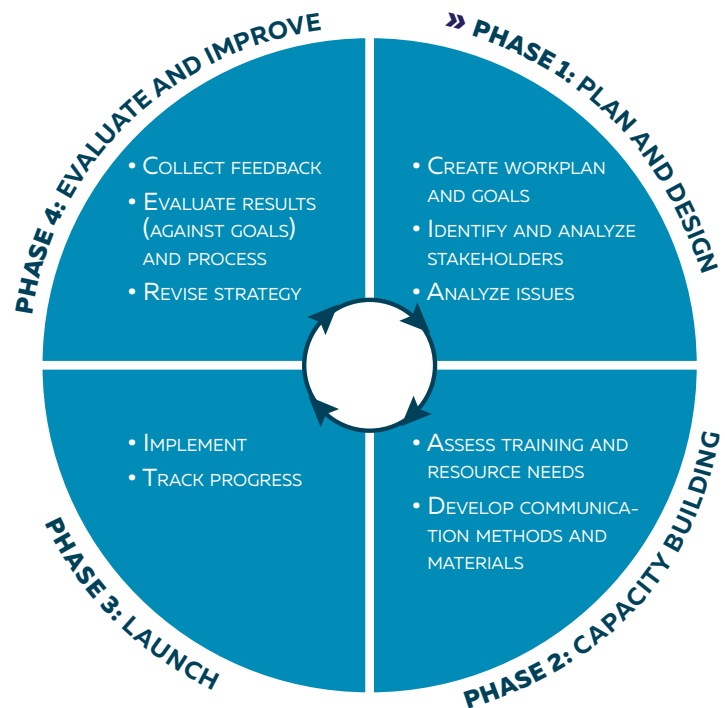 » PHASE 1: PLAN AND DESIGN
• CREATE WORKPLAN
AND GOALS
• IDENTIFY AND ANALYZE
STAKEHOLDERS
• ANALYZE ISSUES
PHASE 2: CAPACITY BUILDING
• ASSESS TRAINING AND
RESOURCE NEEDS
• DEVELOP COMMUNICA-
TION METHODS AND
MATERIALS
PHASE 3: LAUNCH
• IMPLEMENT
• TRACK PROGRESS
PHASE 4: EVALUATE AND IMPROVE
• COLLECT FEEDBACK
• EVALUATE RESULTS
(AGAINST GOALS)
AND PROCESS
• REVISE STRATEGY